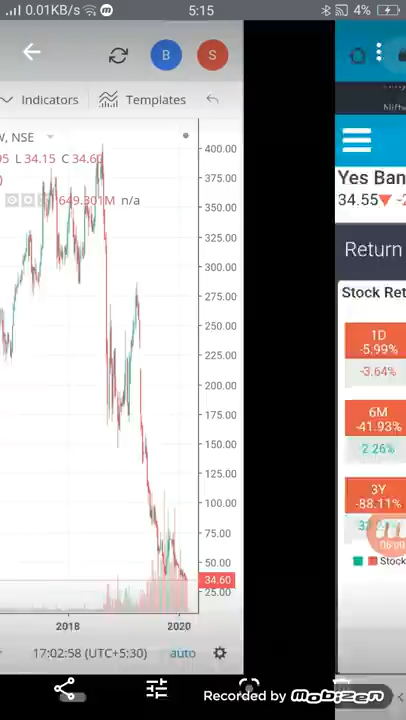 0.01KB/s 5:15 4%
B S
Indicators Templates
W, NSE
95 L 34.15 C 34.60
649.301M n/a
400.00
375.00
350.00
325.00
300.00
275.00
250.00
225.00
200.00
175.00
150.00
125.00
100.00
75.00
50.00
34.60
25.00
2018 2020
17:02:58 (UTC+5:30) auto
Nifty
Yes Ban
34.55▼
Return
Stock Ret
1D
-5.99%
-3.64%
6M
-41.93%
2.26%
3Y
-88.11%
Stock
Recorded by Mobizen